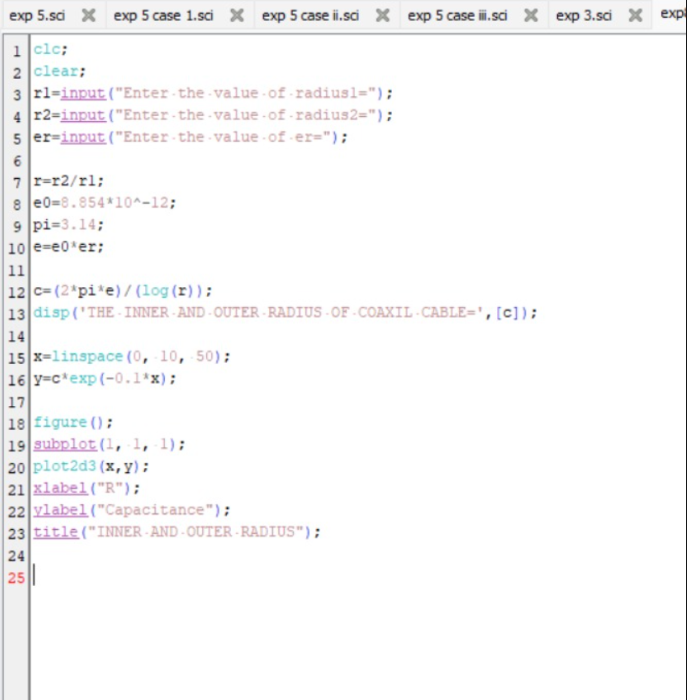 exp 5.sci exp 5 case 1.sci exp 5 case ii.sci exp 5 case iii.sci exp 3.sci exp
1 clc;
2 clear;
3 r1=input("Enter the value of radius1=");
4 r2=input("Enter the value of radius2=");
5 er=input("Enter the value of er=");
6
7 r=r2/r1;
8 e0=8.854*10^-12;
9 pi=3.14;
10 e=e0*er;
11
12 c=(2*pi*e)/(log(r));
13 disp('THE INNER AND OUTER RADIUS OF COAXIL CABLE=',[c]);
14
15 x=linspace(0, 10, 50);
16 y=c*exp(-0.1*x);
17
18 figure();
19 subplot(1, 1, 1);
20 plot2d3(x,y);
21 xlabel("R");
22 ylabel("Capacitance");
23 title("INNER AND OUTER RADIUS");
24
25